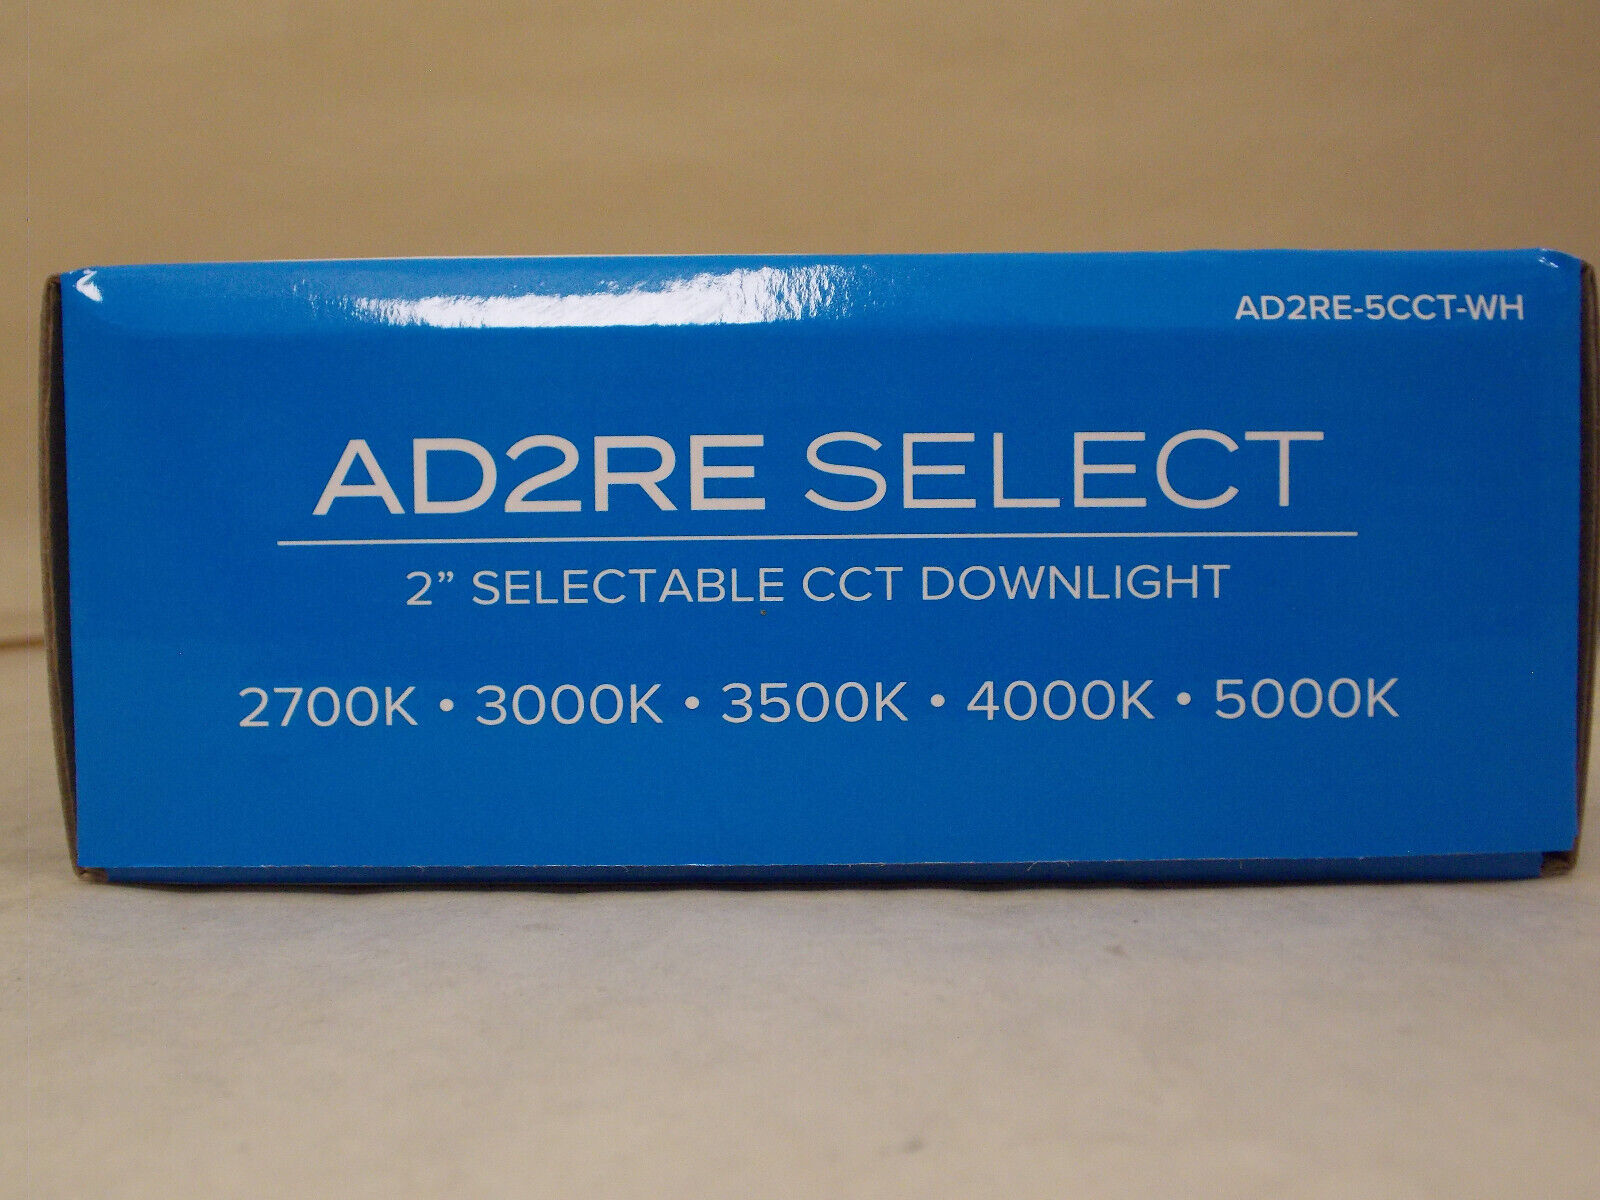 AD2RE-5CCT-WH
AD2RE SELECT
2” SELECTABLE CCT DOWNLIGHT
2700K • 3000K • 3500K • 4000K • 5000K